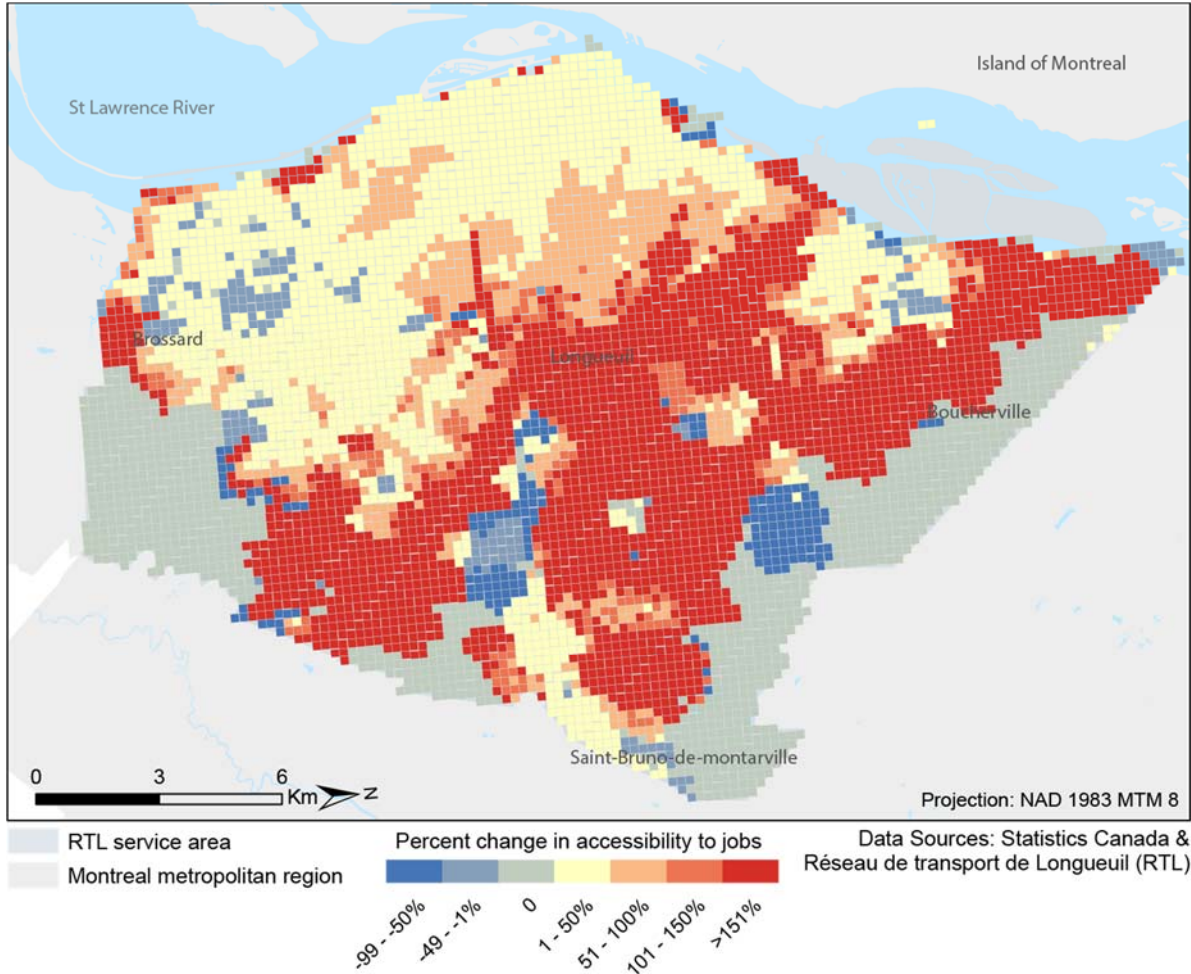 Island of Montreal
St Lawrence River
Brossard
Longueuil
Boucherville
Saint-Bruno-de-montarville
0 3 6
Km N
Projection: NAD 1983 MTM 8
RTL service area
Montreal metropolitan region
Percent change in accessibility to jobs
-99 - -50%
-49 - -1%
0
1 - 50%
51 - 100%
101 - 150%
>151%
Data Sources: Statistics Canada &
Réseau de transport de Longueuil (RTL)